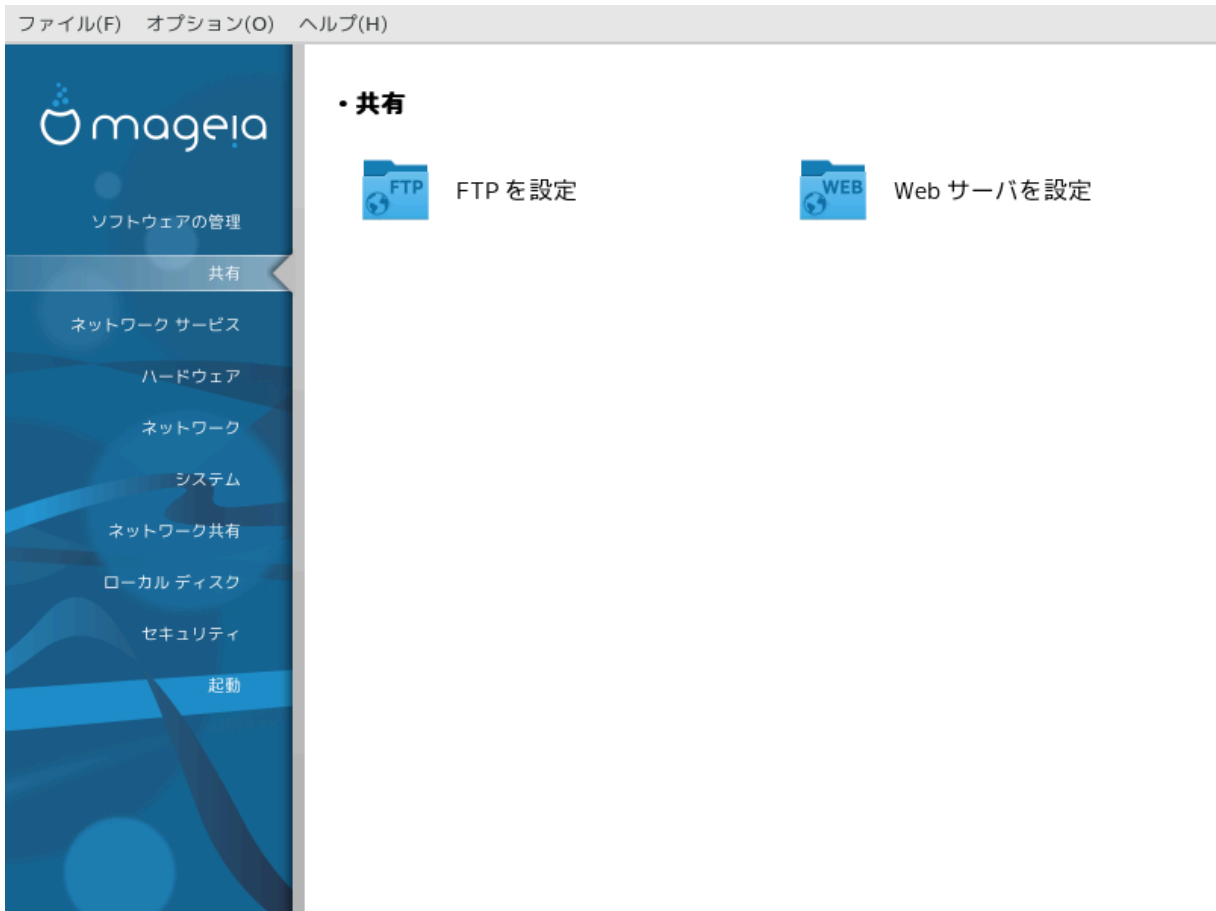 ファイル(F) オプション(O) ヘルプ(H)
mageia
ソフトウェアの管理
共有
ネットワーク サービス
ハードウェア
ネットワーク
システム
ネットワーク共有
ローカル ディスク
セキュリティ
起動
・共有
FTP FTP を設定
WEB Web サーバを設定